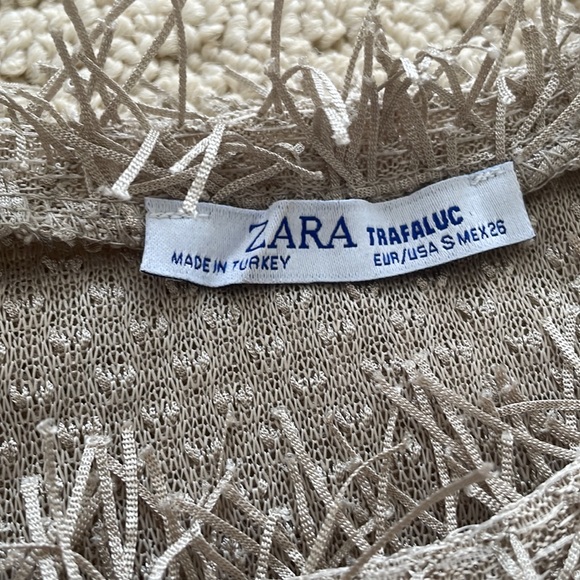 ZARA TRAFALUC
MADE IN TURKEY EUR/USA S MEX26